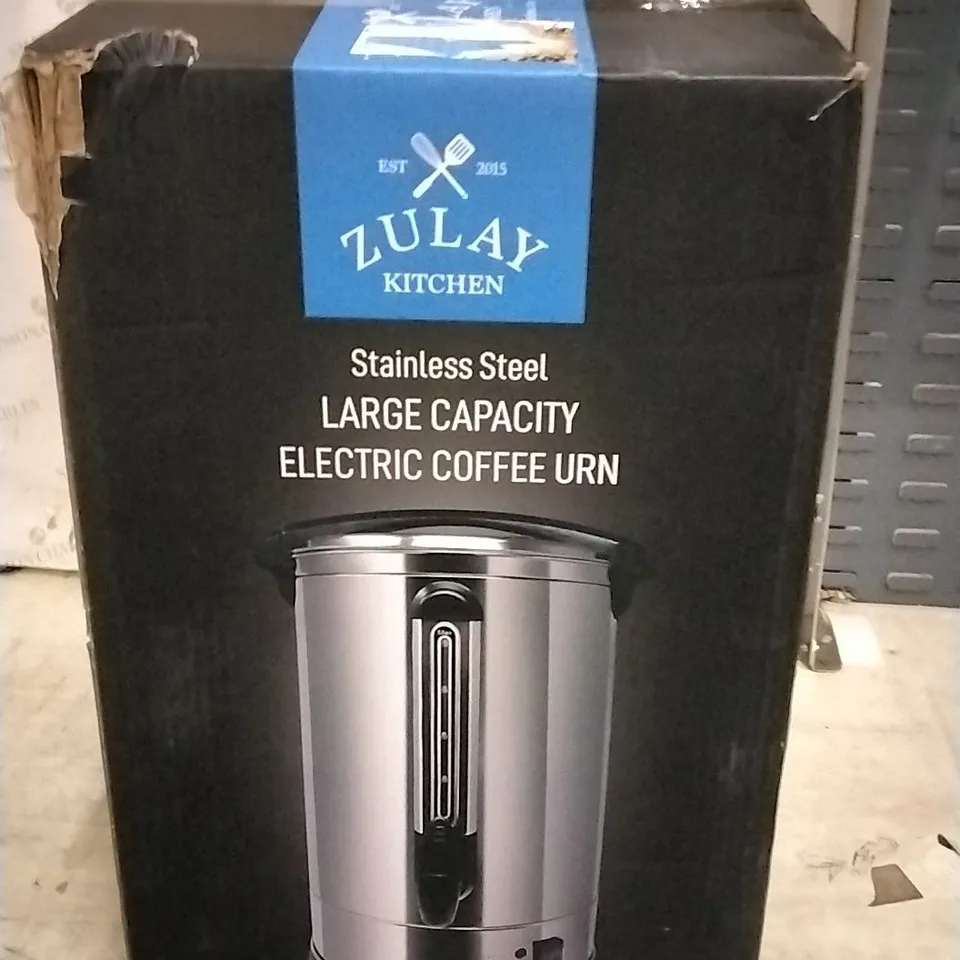 EST 2015
ZULAY
KITCHEN
Stainless Steel
LARGE CAPACITY
ELECTRIC COFFEE URN